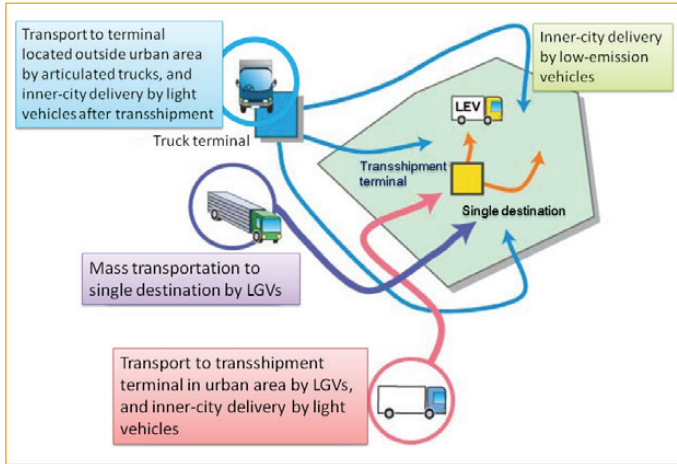 Transport to terminal
located outside urban area
by articulated trucks, and
inner-city delivery by light
vehicles after transshipment
Inner-city delivery
by low-emission
vehicles
LEV
Truck terminal
Transshipment
terminal
Single destination
Mass transportation to
single destination by LGVs
Transport to transshipment
terminal in urban area by LGVs,
and inner-city delivery by light
vehicles